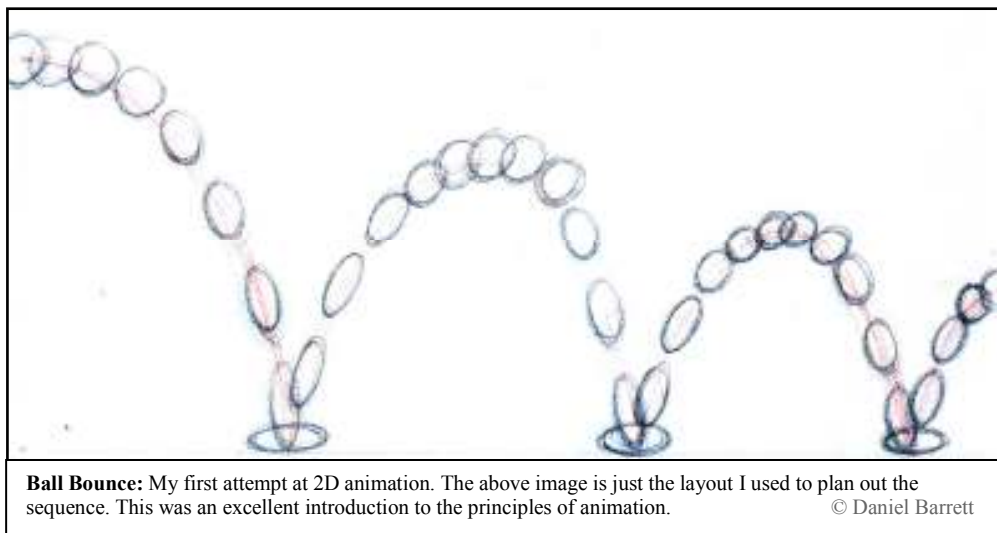 Ball Bounce: My first attempt at 2D animation. The above image is just the layout I used to plan out the
sequence. This was an excellent introduction to the principles of animation. © Daniel Barrett